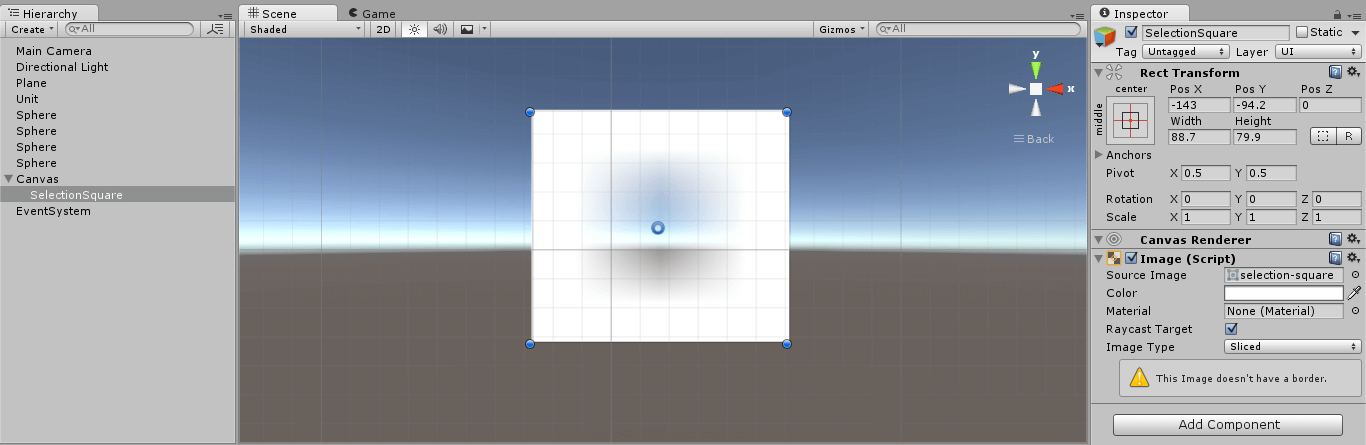 Hierarchy
Create All
Main Camera
Directional Light
Plane
Unit
Sphere
Sphere
Sphere
Sphere
Canvas
SelectionSquare
EventSystem
Scene Game
Shaded 2D Gizmos All
y
x
Back
Inspector
SelectionSquare Static
Tag Untagged Layer UI
Rect Transform
center Pos X Pos Y Pos Z
middle -143 -94.2 0
Width Height
88.7 79.9 R
Anchors
Pivot X 0.5 Y 0.5
Rotation X 0 Y 0 Z 0
Scale X 1 Y 1 Z 1
Canvas Renderer
Image (Script)
Source Image selection-square
Color
Material None (Material)
Raycast Target
Image Type Sliced
This Image doesn't have a border.
Add Component